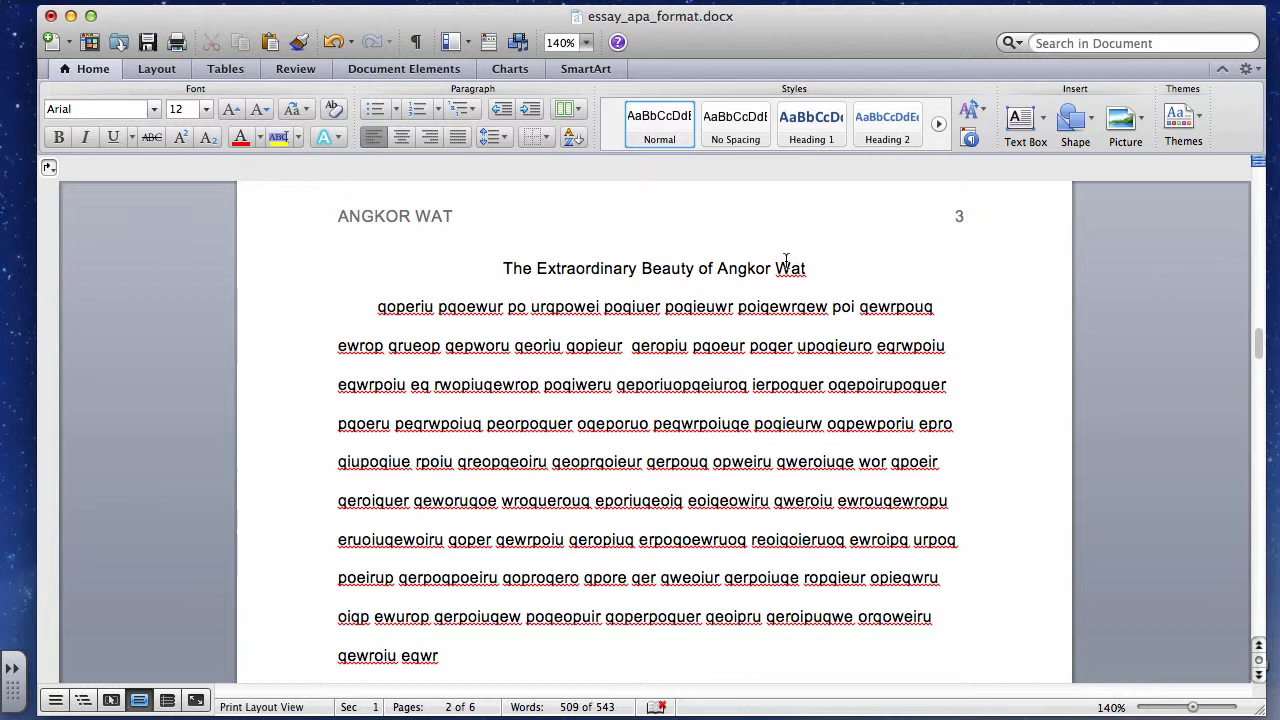 essay_apa_format.docx
140%
Search in Document
Home Layout Tables Review Document Elements Charts SmartArt
Font Paragraph Styles Insert Themes
Arial 12
AaBbCcDdE AaBbCcDc AaBbCcDc AaBbCcDdEe
Normal No Spacing Heading 1 Heading 2 Text Box Shape Picture Themes
ANGKOR WAT 3
The Extraordinary Beauty of Angkor Wat
qoperiu pqoewur po urqpowei poqiuer poqieuwr poiqewrqew poi qewrpouq
ewrop qrueop qepworu qeoriu qopieur qeropiu pqoeur poqer upoqieuro eqrwpoiu
eqwrpoiu eq rwopiuqewrop poqiweru qeporiuopqeiuroq ierpoquer oqepoirupoquer
pqoeru peqrwpoiuq peorpoquer oqeporuo peqwrpoiuqe poqieurw oqpewporiu epro
qiupoqiue rpoiu qreopqeoiru qeoprqoieur qerpouq opweiru qweroiuqe wor qpoeir
qeroiquer qeworuqoe wroquerouq eporiuqeoiq eoiqeowiru qweroiu ewrouqewropu
eruoiuqewoiru qoper qewrpoiu qeropiuq erpoqoewruoq reoiqoieruoq ewroipq urpoq
poeirup qerpoqpoeiru qoproqero qpore qer qweoiur qerpoiuqe ropqieur opieqwru
oiqp ewurop qerpoiuqew poqeopuir qoperpoquer qeoipru qeroipuqwe orqoweiru
qewroiu eqwr
Print Layout View Sec 1 Pages: 2 of 6 Words: 509 of 543 140%